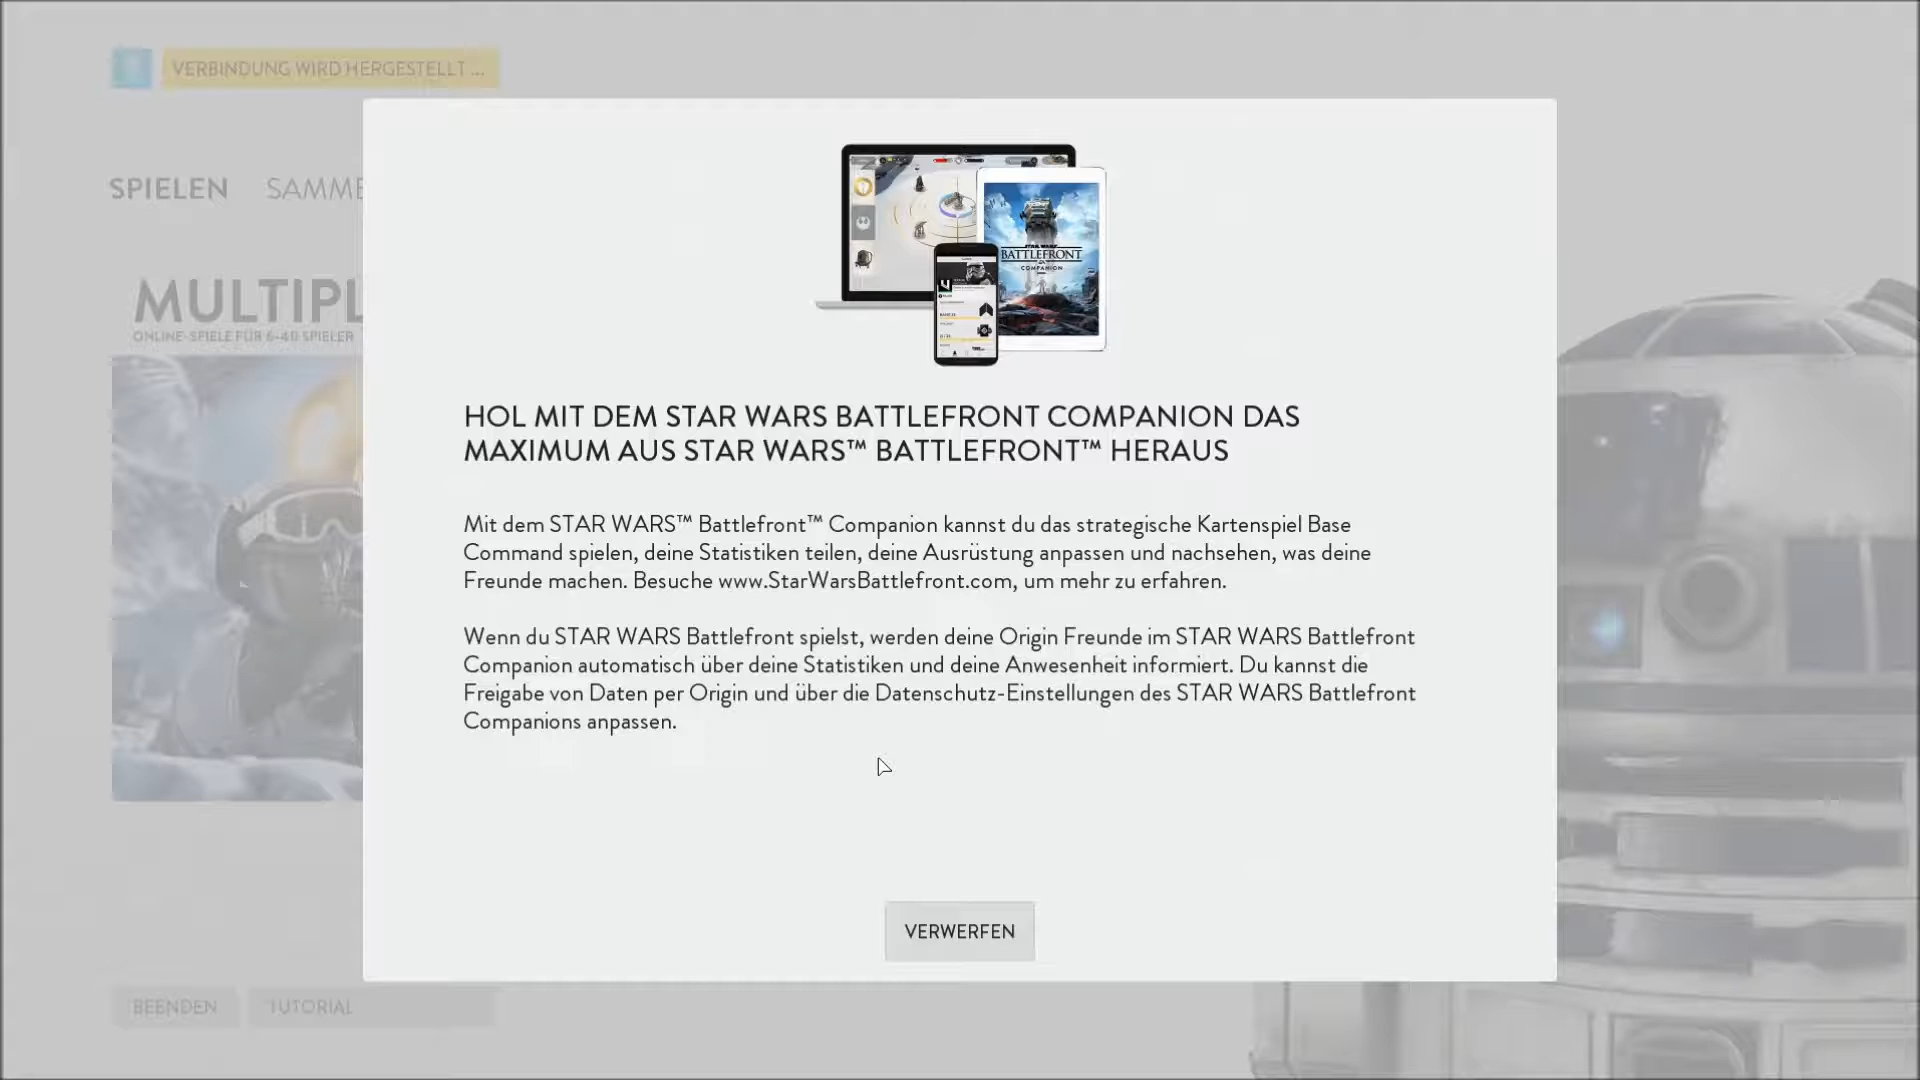 VERBINDUNG WIRD HERGESTELLT ...
SPIELEN SAMME
MULTIPL
ONLINE-SPIELE FÜR 6-40 SPIELER
STAR WARS
BATTLEFRONT
COMPANION
HOL MIT DEM STAR WARS BATTLEFRONT COMPANION DAS
MAXIMUM AUS STAR WARS™ BATTLEFRONT™ HERAUS
Mit dem STAR WARS™ Battlefront™ Companion kannst du das strategische Kartenspiel Base
Command spielen, deine Statistiken teilen, deine Ausrüstung anpassen und nachsehen, was deine
Freunde machen. Besuche www.StarWarsBattlefront.com, um mehr zu erfahren.
Wenn du STAR WARS Battlefront spielst, werden deine Origin Freunde im STAR WARS Battlefront
Companion automatisch über deine Statistiken und deine Anwesenheit informiert. Du kannst die
Freigabe von Daten per Origin und über die Datenschutz-Einstellungen des STAR WARS Battlefront
Companions anpassen.
VERWERFEN
BEENDEN TUTORIAL